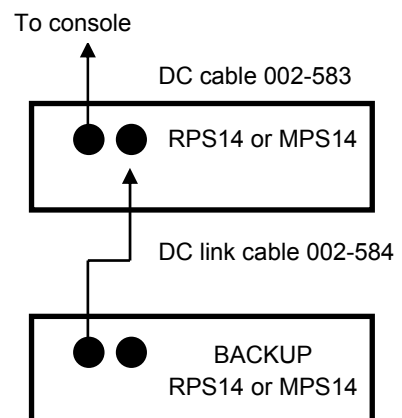 To console
DC cable 002-583
RPS14 or MPS14
DC link cable 002-584
BACKUP
RPS14 or MPS14